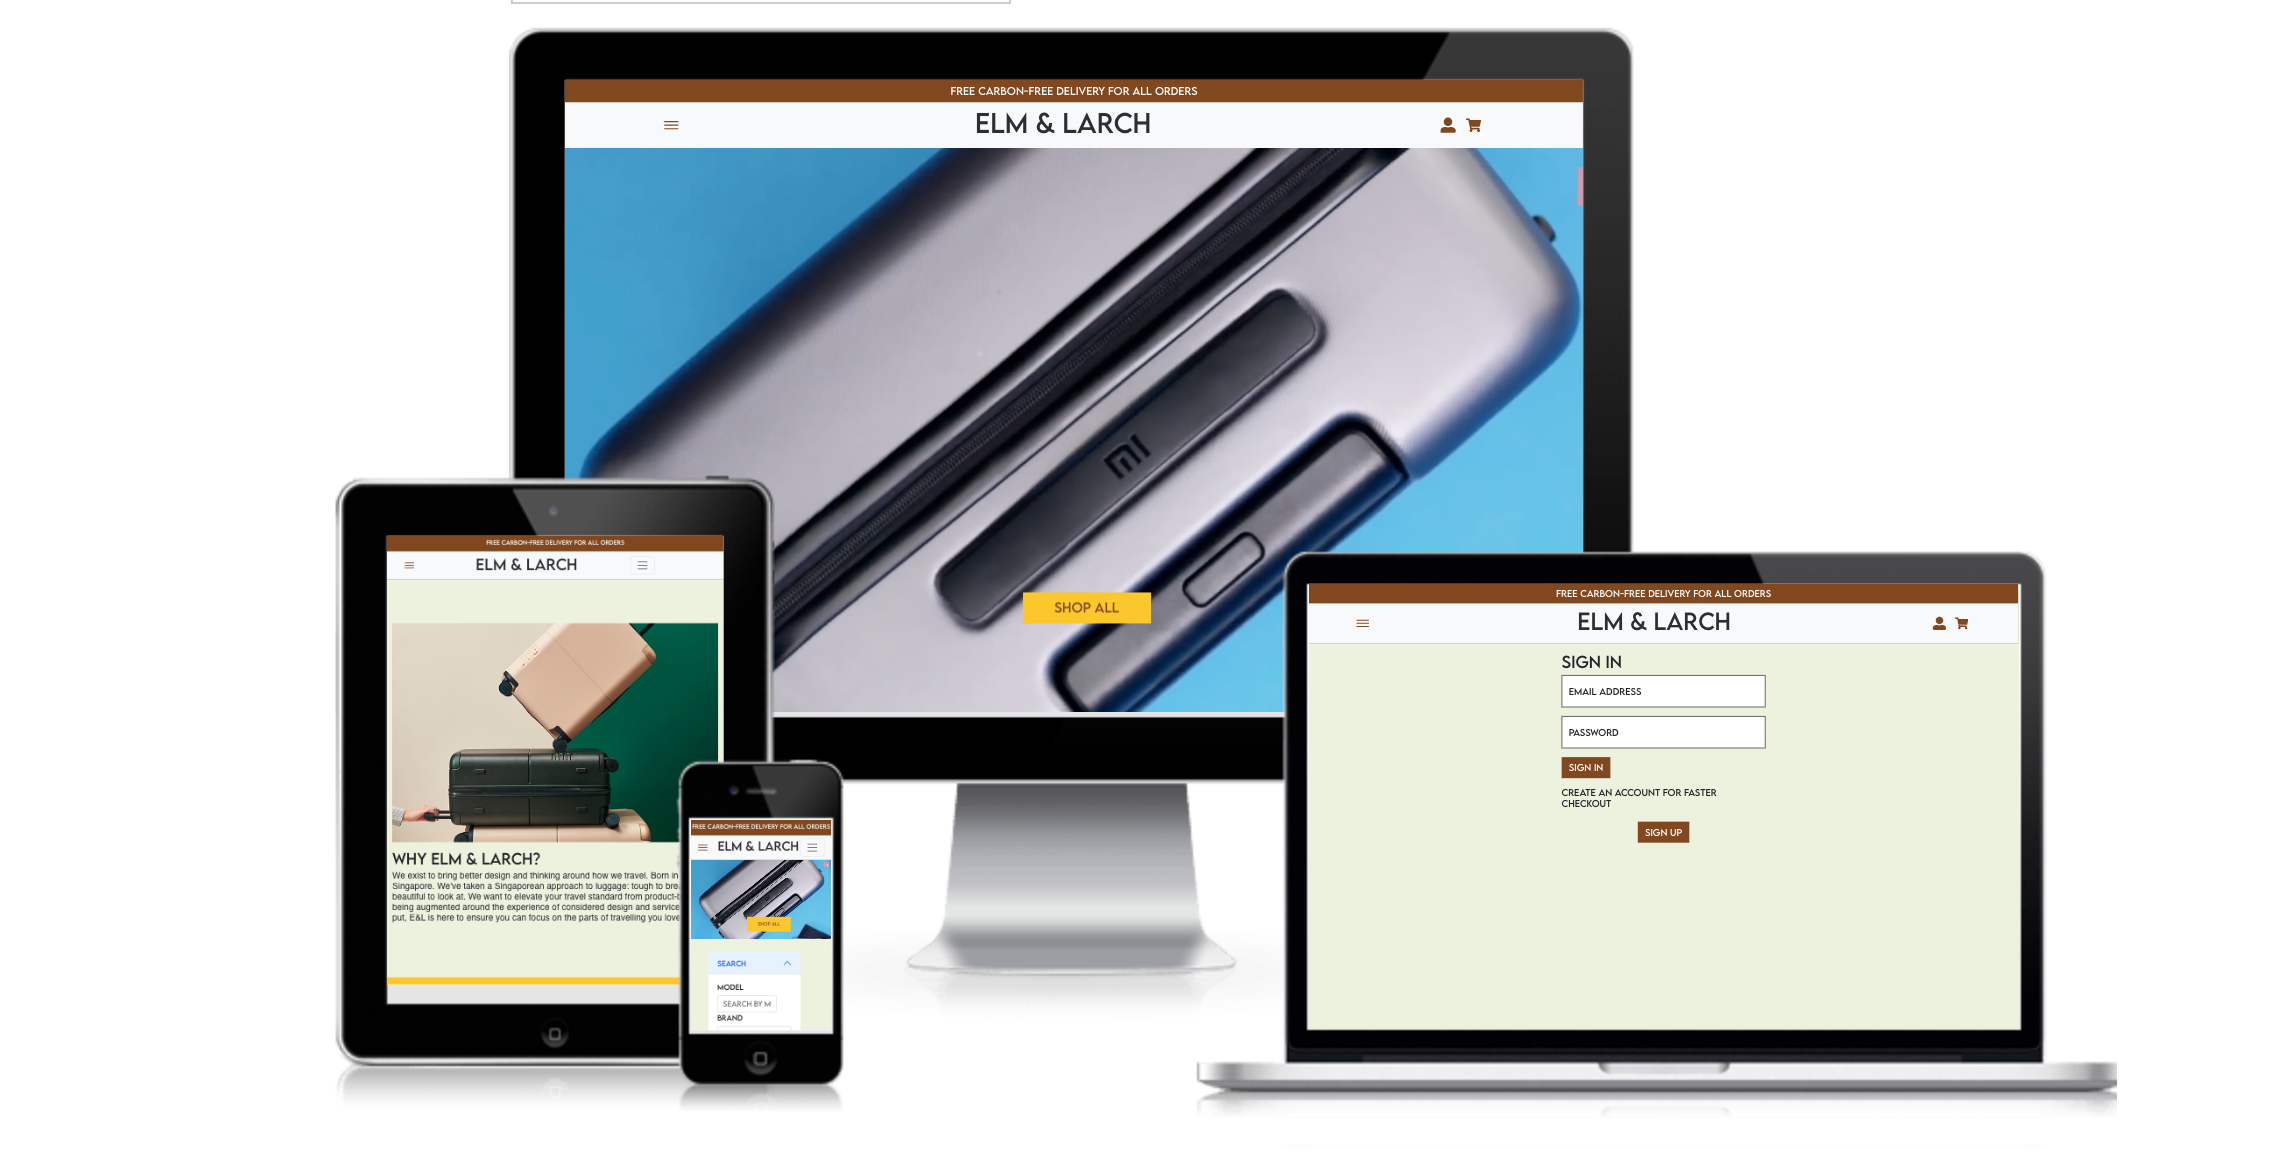 FREE CARBON-FREE DELIVERY FOR ALL ORDERS
ELM & LARCH
mi
SHOP ALL
FREE CARBON-FREE DELIVERY FOR ALL ORDERS
ELM & LARCH
WHY ELM & LARCH?
We exist to bring better design and thinking around how we travel. Born in
Singapore. We've taken a Singaporean approach to luggage: tough to
beautiful to look at. We want to elevate your travel standard from
being augmented around the experience of considered design and service
put, E&L is here to ensure you can focus on the parts of travelling you love
FREE CARBON-FREE DELIVERY FOR ALL ORDERS
ELM & LARCH
SHOP ALL
SEARCH
MODEL
SEARCH BY M
BRAND
FREE CARBON-FREE DELIVERY FOR ALL ORDERS
ELM & LARCH
SIGN IN
EMAIL ADDRESS
PASSWORD
SIGN IN
CREATE AN ACCOUNT FOR FASTER
CHECKOUT
SIGN UP